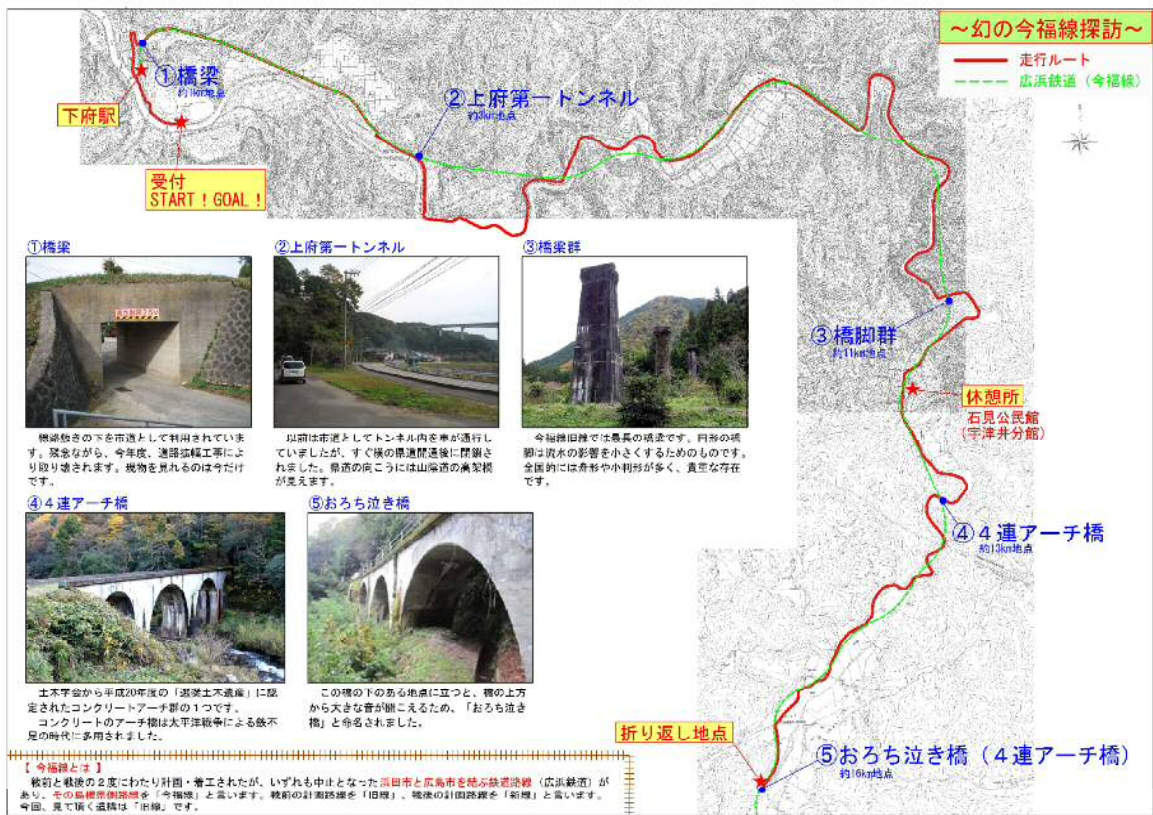 ～幻の今福線探訪～
走行ルート
広浜鉄道（今福線）
①橋梁
約1km地点
下府駅
受付
START！GOAL！
②上府第一トンネル
約3km地点
③橋脚群
約11km地点
休憩所
石見公民館
（宇津井分館）
④４連アーチ橋
約13km地点
折り返し地点
⑤おろち泣き橋（４連アーチ橋）
約16km地点
①橋梁
線路敷きの下を市道として利用されていま
す。残念ながら、今年度、道路拡幅工事によ
り取り壊されます。現物を見れるのは今だけ
です。
②上府第一トンネル
以前は市道としてトンネル内を車が通行し
ていましたが、すぐ横の県道開通後に閉鎖さ
れました。県道の向こうには山陰道の高架橋
が見えます。
③橋梁群
今福線旧線では最長の橋梁です。円形の橋
脚は流水の影響を小さくするためのものです。
全国的には舟形や小判形が多く、貴重な存在
です。
④４連アーチ橋
土木学会から平成20年度の「選奨土木遺産」に認
定されたコンクリートアーチ群の１つです。
コンクリートのアーチ橋は太平洋戦争による鉄不
足の時代に多用されました。
⑤おろち泣き橋
この橋の下のある地点に立つと、橋の上方
から大きな音が聞こえるため、「おろち泣き
橋」と命名されました。
【 今福線とは 】
戦前と戦後の２度にわたり計画・着工されたが、いずれも中止となった浜田市と広島市を結ぶ鉄道路線（広浜鉄道）が
あり、その島根県側路線を「今福線」と言います。戦前の計画路線を「旧線」、戦後の計画路線を「新線」と言います。
今回、見て頂く遺構は「旧線」です。